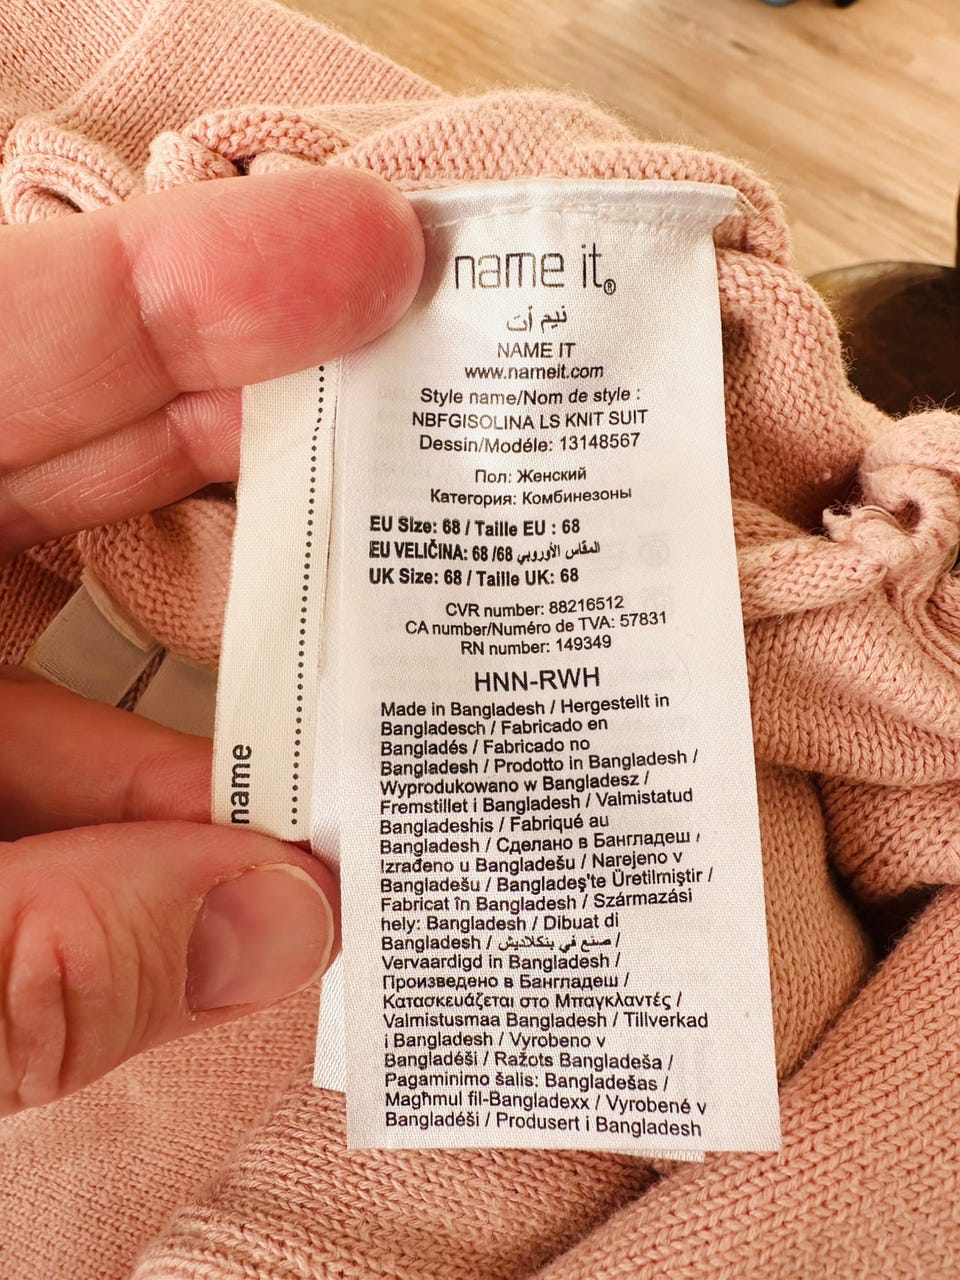 name it®
نيم أت
NAME IT
www.nameit.com
Style name/Nom de style :
NBFGISOLINA LS KNIT SUIT
Dessin/Modéle: 13148567
Пол: Женский
Категория: Комбинезоны
EU Size: 68 / Taille EU : 68
EU VELIČINA: 68 /68 المقاس الأوروبي
UK Size: 68 / Taille UK: 68
CVR number: 88216512
CA number/Numéro de TVA: 57831
RN number: 149349
HNN-RWH
Made in Bangladesh / Hergestellt in
Bangladesch / Fabricado en
Bangladés / Fabricado no
Bangladesh / Prodotto in Bangladesh /
Wyprodukowano w Bangladesz /
Fremstillet i Bangladesh / Valmistatud
Bangladeshis / Fabriqué au
Bangladesh / Сделано в Бангладеш /
Izrađeno u Bangladešu / Narejeno v
Bangladešu / Bangladeş'te Üretilmiştir /
Fabricat în Bangladesh / Származási
hely: Bangladesh / Dibuat di
Bangladesh / صنع في بنكلاديش /
Vervaardigd in Bangladesh /
Произведено в Бангладеш /
Κατασκευάζεται στο Μπαγκλαντές /
Valmistusmaa Bangladesh / Tillverkad
i Bangladesh / Vyrobeno v
Bangladéši / Ražots Bangladeša /
Pagaminimo šalis: Bangladešas /
Magħmul fil-Bangladexx / Vyrobené v
Bangladéši / Produsert i Bangladesh
name